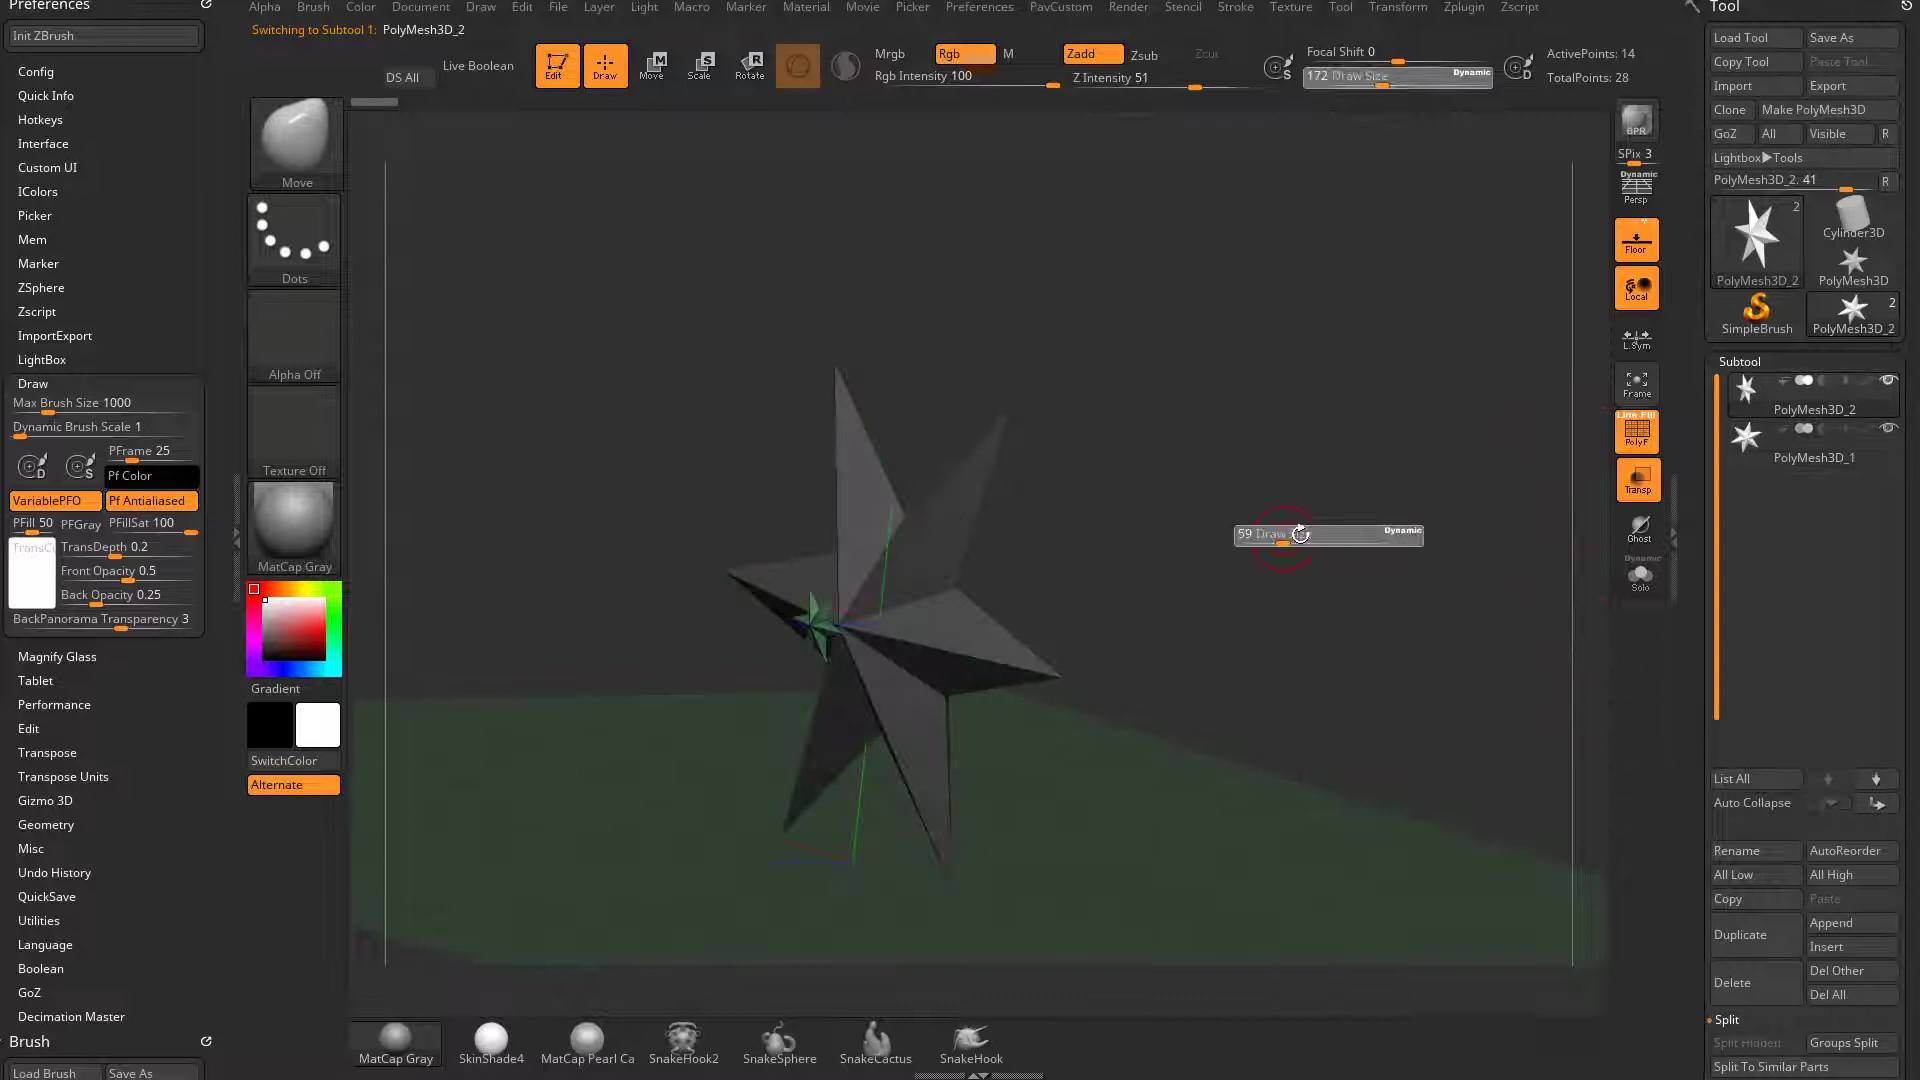 Preferences
Init ZBrush
Config
Quick Info
Hotkeys
Interface
Custom UI
IColors
Picker
Mem
Marker
ZSphere
Zscript
ImportExport
LightBox
Draw
Max Brush Size 1000
Dynamic Brush Scale 1
PFrame 25
Pf Color
VariablePFO
Pf Antialiased
PFill 50
PFGray
PFillSat 100
TransDepth 0.2
Front Opacity 0.5
Back Opacity 0.25
BackPanorama Transparency 3
Magnify Glass
Tablet
Performance
Edit
Transpose
Transpose Units
Gizmo 3D
Geometry
Misc
Undo History
QuickSave
Utilities
Language
Boolean
GoZ
Decimation Master
Brush
Load Brush
Save As
Alpha
Brush
Color
Document
Draw
Edit
File
Layer
Light
Macro
Marker
Material
Movie
Picker
Preferences
PavCustom
Render
Stencil
Stroke
Texture
Tool
Transform
Zplugin
Zscript
Switching to Subtool 1: PolyMesh3D_2
DS All
Live Boolean
Edit
Draw
Move
Scale
Rotate
Mrgb
Rgb
M
Rgb Intensity 100
Zadd
Zsub
Zcut
Z Intensity 51
S
Focal Shift 0
172 Draw Size
Dynamic
D
ActivePoints: 14
TotalPoints: 28
Move
Dots
Alpha Off
Texture Off
MatCap Gray
Gradient
SwitchColor
Alternate
59 Draw
Dynamic
BPR
SPix 3
Dynamic
Persp
Floor
Local
L.Sym
Frame
Line Fill
PolyF
Transp
Ghost
Dynamic
Solo
MatCap Gray
SkinShade4
MatCap Pearl Ca
SnakeHook2
SnakeSphere
SnakeCactus
SnakeHook
Tool
Load Tool
Save As
Copy Tool
Paste Tool
Import
Export
Clone
Make PolyMesh3D
GoZ
All
Visible
R
Lightbox▶Tools
PolyMesh3D_2. 41
R
2
PolyMesh3D_2
Cylinder3D
PolyMesh3D
SimpleBrush
2
PolyMesh3D_2
Subtool
PolyMesh3D_2
PolyMesh3D_1
List All
Auto Collapse
Rename
AutoReorder
All Low
All High
Copy
Paste
Duplicate
Append
Insert
Delete
Del Other
Del All
Split
Split Hidden
Groups Split
Split To Similar Parts